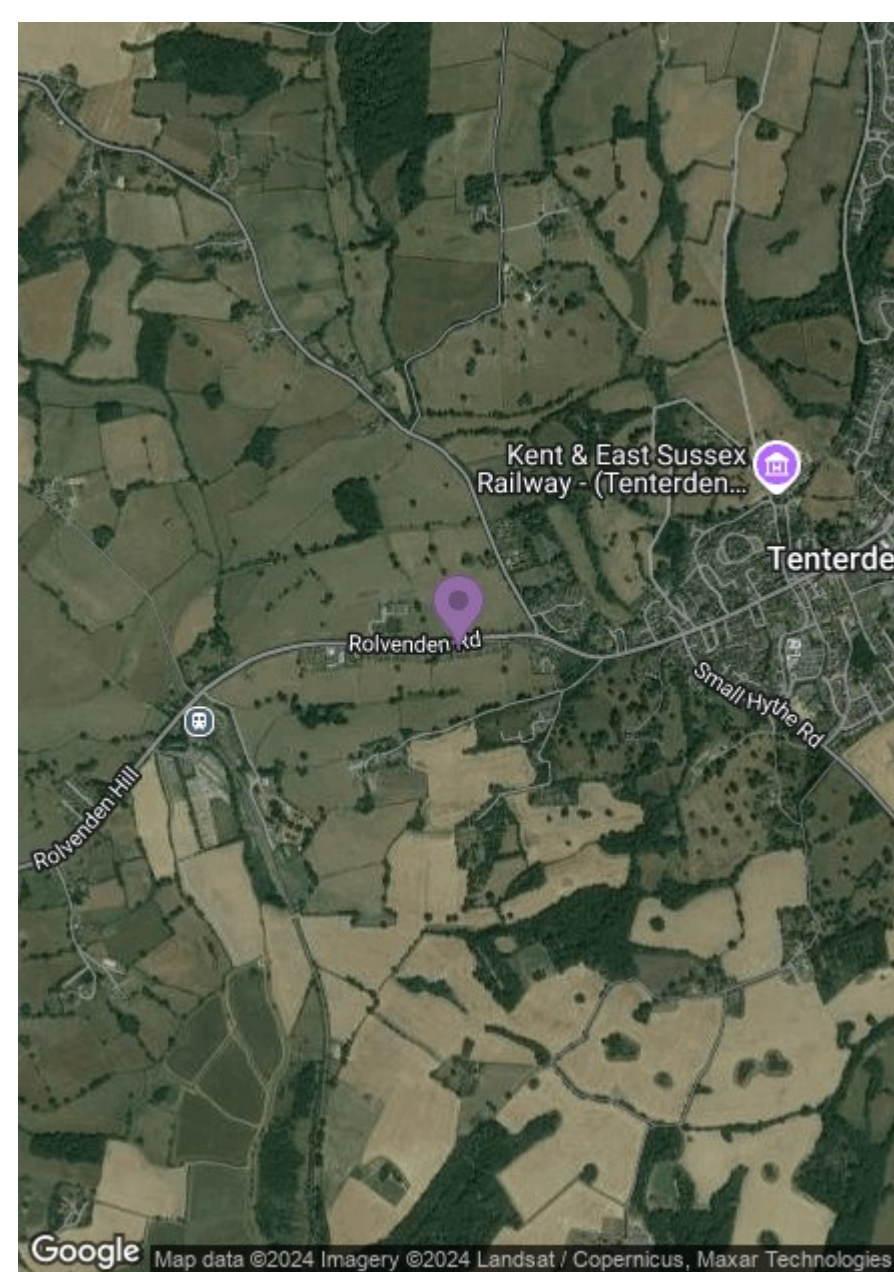 Kent & East Sussex
Railway - (Tenterden...
Tenterde
Rolvenden Rd
Small Hythe Rd
Rolvenden Hill
Google
Map data ©2024 Imagery ©2024 Landsat / Copernicus, Maxar Technologies